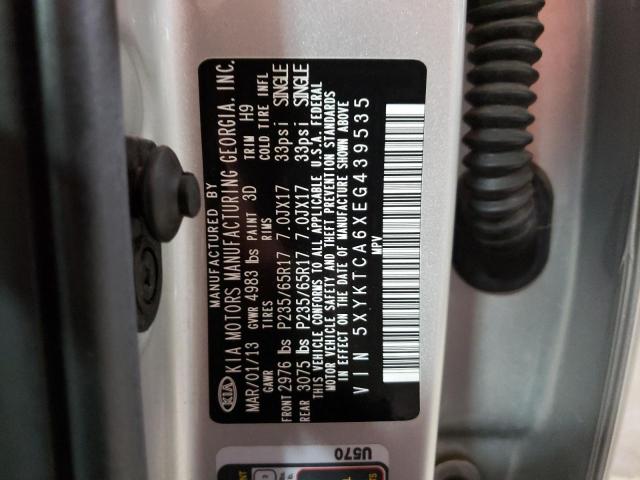 KIA
MANUFACTURED BY
KIA MOTORS MANUFACTURING GEORGIA, INC.
MAR/01/13 GVWR 4983 lbs PAINT 3D TRIM H9
GAWR TIRES RIMS COLD TIRE INFL
FRONT 2976 lbs P235/65R17 7.0JX17 33psi SINGLE
REAR 3075 lbs P235/65R17 7.0JX17 33psi SINGLE
THIS VEHICLE CONFORMS TO ALL APPLICABLE U.S.A. FEDERAL
MOTOR VEHICLE SAFETY AND THEFT PREVENTION STANDARDS
IN EFFECT ON THE DATE OF MANUFACTURE SHOWN ABOVE
VIN 5XYKTCA6XEG439535
MPV
U570